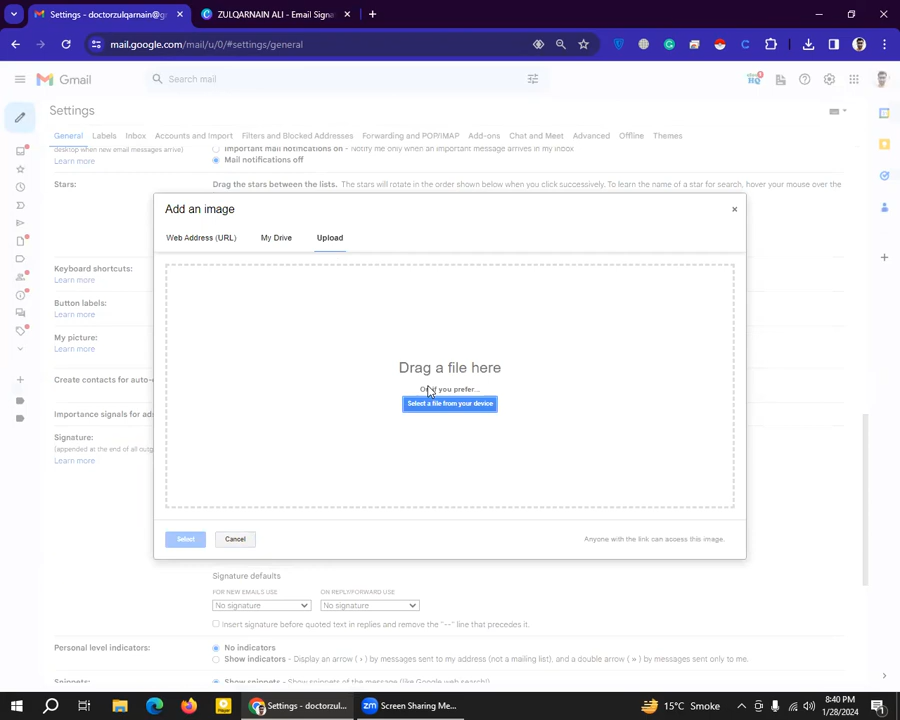 Settings - doctorzulqarnain@gm
ZULQARNAIN ALI - Email Signa
mail.google.com/mail/u/0/#settings/general
Gmail
Search mail
Settings
General Labels Inbox Accounts and Import Filters and Blocked Addresses Forwarding and POP/IMAP Add-ons Chat and Meet Advanced Offline Themes
desktop when new email messages arrive)
Important mail notifications on - Notify me only when an important message arrives in my inbox
Learn more
Mail notifications off
Stars:
Drag the stars between the lists. The stars will rotate in the order shown below when you click successively. To learn the name of a star for search, hover your mouse over the
Add an image
Web Address (URL) My Drive Upload
Keyboard shortcuts:
Learn more
Button labels:
Learn more
My picture:
Learn more
Drag a file here
Or if you prefer...
Select a file from your device
Create contacts for auto-
Importance signals for ad
Signature:
(appended at the end of all outg
Learn more
Select
Cancel
Anyone with the link can access this image.
Signature defaults
FOR NEW EMAILS USE ON REPLY/FORWARD USE
No signature No signature
Insert signature before quoted text in replies and remove the "--" line that precedes it.
Personal level indicators:
No indicators
Show indicators - Display an arrow ( › ) by messages sent to my address (not a mailing list), and a double arrow ( » ) by messages sent only to me.
Snippets:
Show snippets - Show snippets of the message (like Google web search!)
Settings - doctorzul...
zm
Screen Sharing Me...
15°C Smoke
8:40 PM
1/28/2024